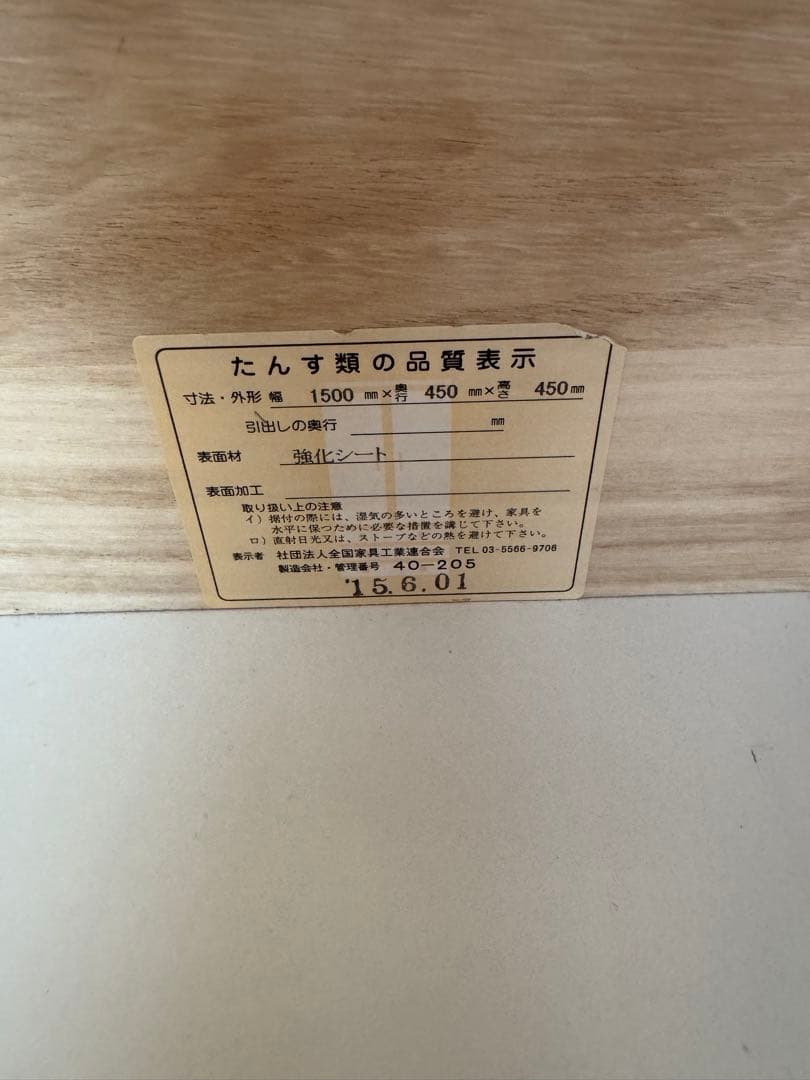 たんす類の品質表示
寸法・外形 幅 1500 mm×奥行 450 mm×高さ 450mm
引出しの奥行 mm
表面材 強化シート
表面加工
取り扱い上の注意
イ）据付の際には、湿気の多いところを避け、家具を
水平に保つために必要な措置を講じて下さい。
ロ）直射日光又は、ストーブなどの熱を避けて下さい。
表示者 社団法人全国家具工業連合会 TEL 03-5566-9706
製造会社・管理番号 40-205
'15.6.01